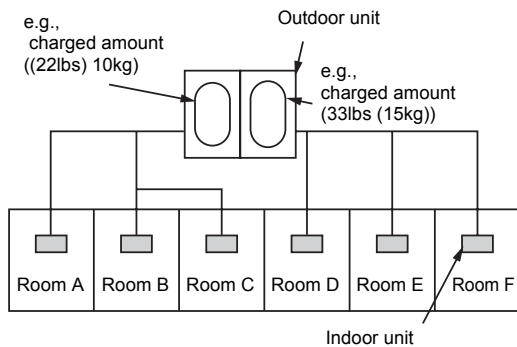 e.g.,
charged amount
((22lbs) 10kg)
Outdoor unit
e.g.,
charged amount
(33lbs (15kg))
Room A
Room B
Room C
Room D
Room E
Room F
Indoor unit